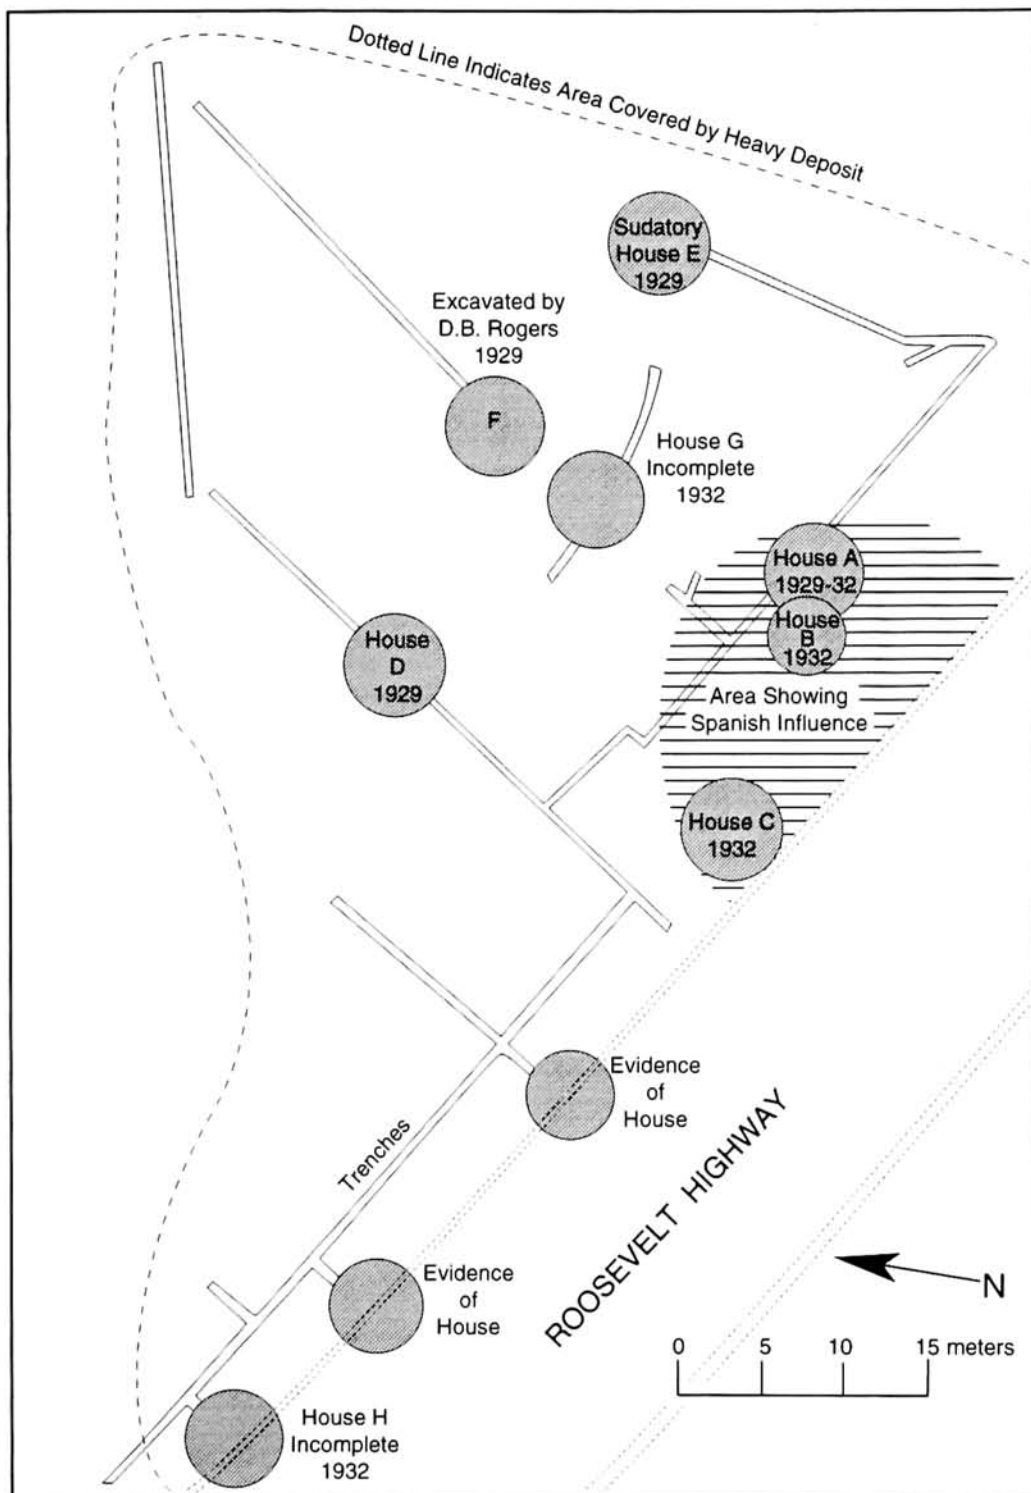 Dotted Line Indicates Area Covered by Heavy Deposit
Sudatory
House E
1929
Excavated by
D.B. Rogers
1929
F
House G
Incomplete
1932
House A
1929-32
House
B
1932
House
D
1929
Area Showing
Spanish Influence
House C
1932
Evidence
of
House
Trenches
ROOSEVELT HIGHWAY
Evidence
of
House
N
0 5 10 15 meters
House H
Incomplete
1932